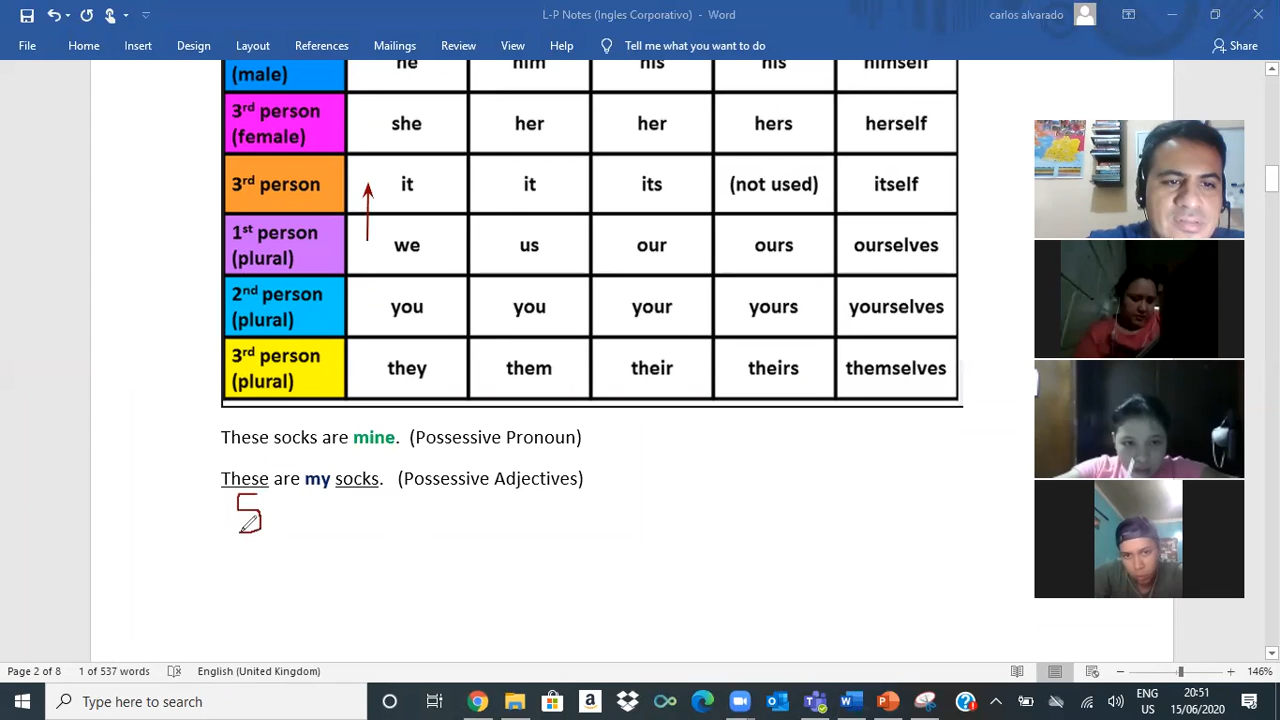 L-P Notes (Ingles Corporativo) - Word
carlos alvarado
File Home Insert Design Layout References Mailings Review View Help Tell me what you want to do Share
(male) he him his his himself
3rd person (female) she her her hers herself
3rd person it it its (not used) itself
1st person (plural) we us our ours ourselves
2nd person (plural) you you your yours yourselves
3rd person (plural) they them their theirs themselves
These socks are mine. (Possessive Pronoun)
These are my socks. (Possessive Adjectives)
5
Page 2 of 8 1 of 537 words English (United Kingdom) 146%
Type here to search
ENG 20:51
US 15/06/2020